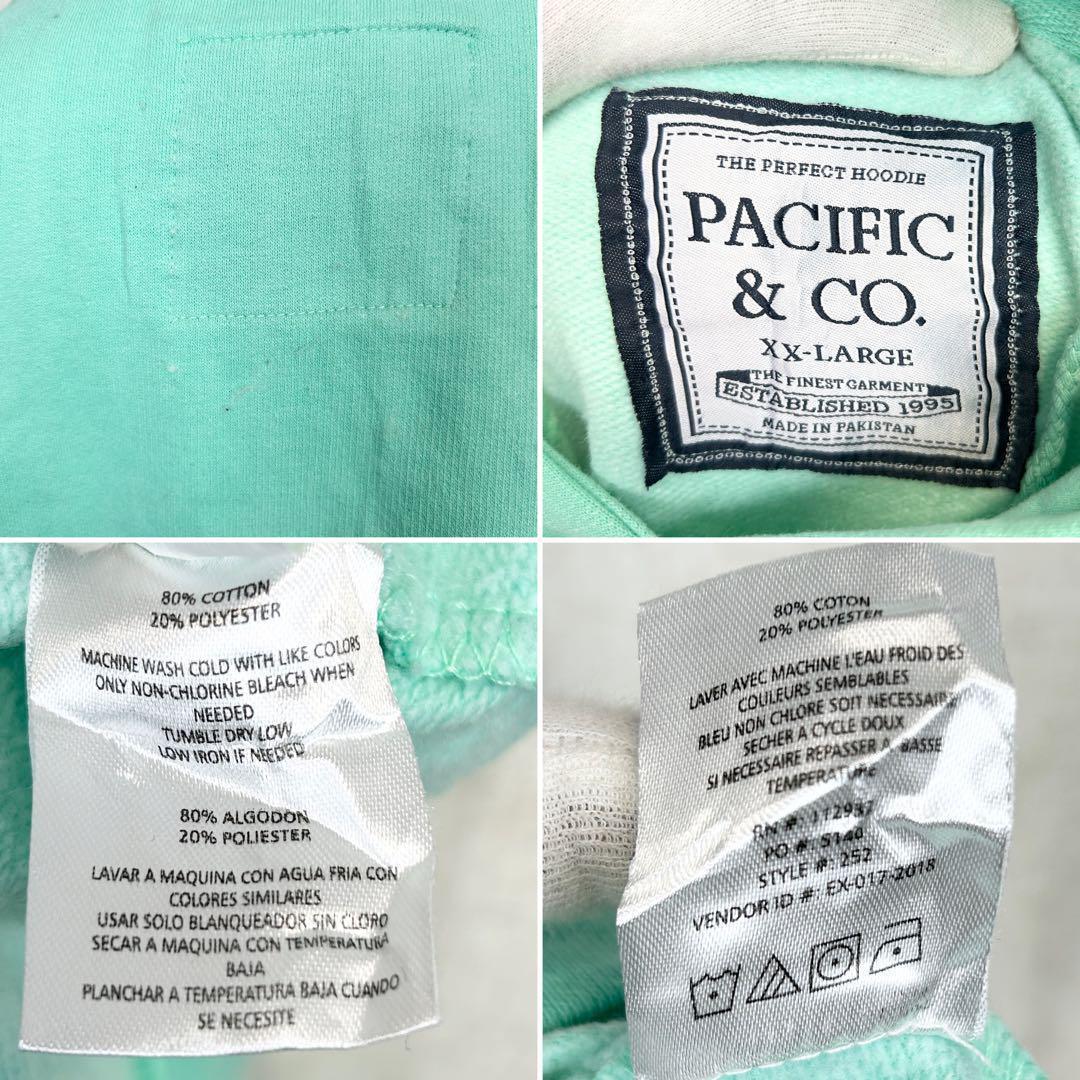 THE PERFECT HOODIE
PACIFIC
& CO.
XX-LARGE
THE FINEST GARMENT
ESTABLISHED 1995
MADE IN PAKISTAN
80% COTTON
20% POLYESTER
MACHINE WASH COLD WITH LIKE COLORS
ONLY NON-CHLORINE BLEACH WHEN
NEEDED
TUMBLE DRY LOW
LOW IRON IF NEEDED
80% ALGODON
20% POLIESTER
LAVAR A MAQUINA CON AGUA FRIA CON
COLORES SIMILARES
USAR SOLO BLANQUEADOR SIN CLORO
SECAR A MAQUINA CON TEMPERATURA
BAJA
PLANCHAR A TEMPERATURA BAJA CUANDO
SE NECESITE
80% COTON
20% POLYESTER
LAVER AVEC MACHINE L'EAU FROID DES
COULEURS SEMBLABLES
BLEU NON CHLORE SOIT NECESSAIRE
SECHER A CYCLE DOUX
SI NECESSAIRE REPASSER A BASSE
TEMPERATURE
RN #:
PO #: 5140
STYLE #: 252
VENDOR ID #: EX-017-2018